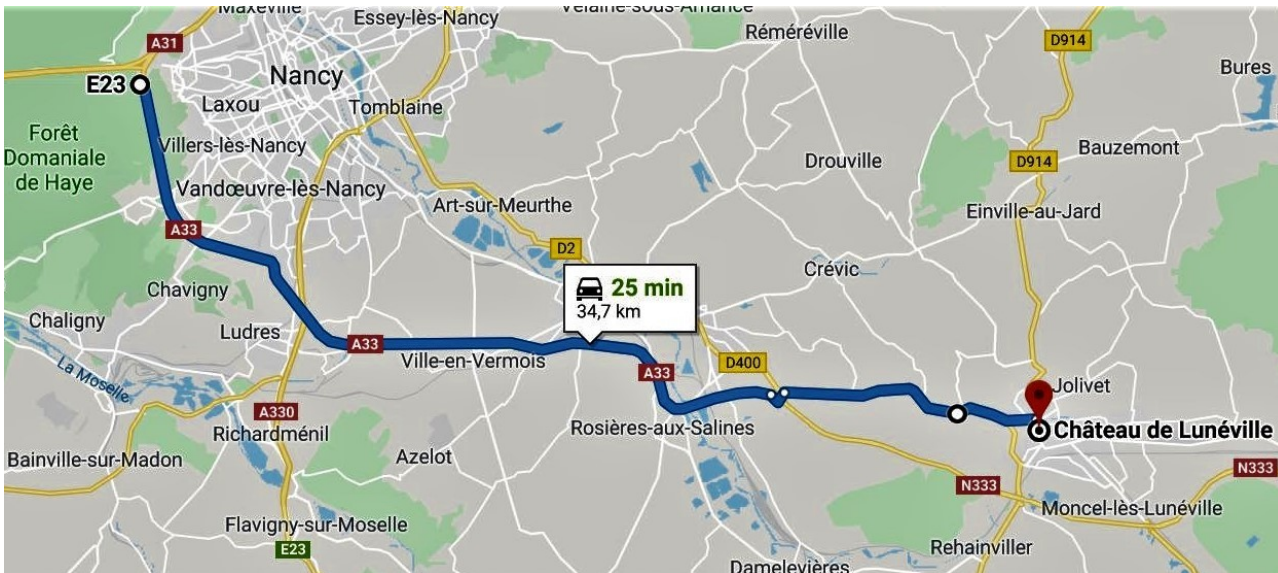 Maxéville
Essey-lès-Nancy
Velaine-sous-Amance
Réméréville
D914
A31
Bures
E23
Nancy
Laxou
Tomblaine
Forêt
Domaniale
de Haye
Villers-lès-Nancy
Drouville
D914
Bauzemont
Vandœuvre-lès-Nancy
Art-sur-Meurthe
Einville-au-Jard
A33
D2
Crévic
Chavigny
25 min
34,7 km
Chaligny
Ludres
A33
Ville-en-Vermois
D400
La Moselle
A33
Jolivet
A330
Richardménil
Rosières-aux-Salines
Château de Lunéville
Bainville-sur-Madon
Azelot
N333
N333
Moncel-lès-Lunéville
Flavigny-sur-Moselle
E23
Rehainviller
Damelevières